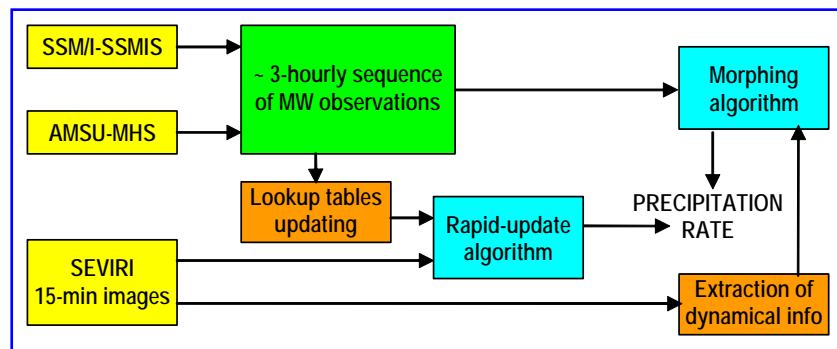 SSM/I-SSMIS
AMSU-MHS
~ 3-hourly sequence
of MW observations
Morphing
algorithm
Lookup tables
updating
Rapid-update
algorithm
PRECIPITATION
RATE
SEVIRI
15-min images
Extraction of
dynamical info